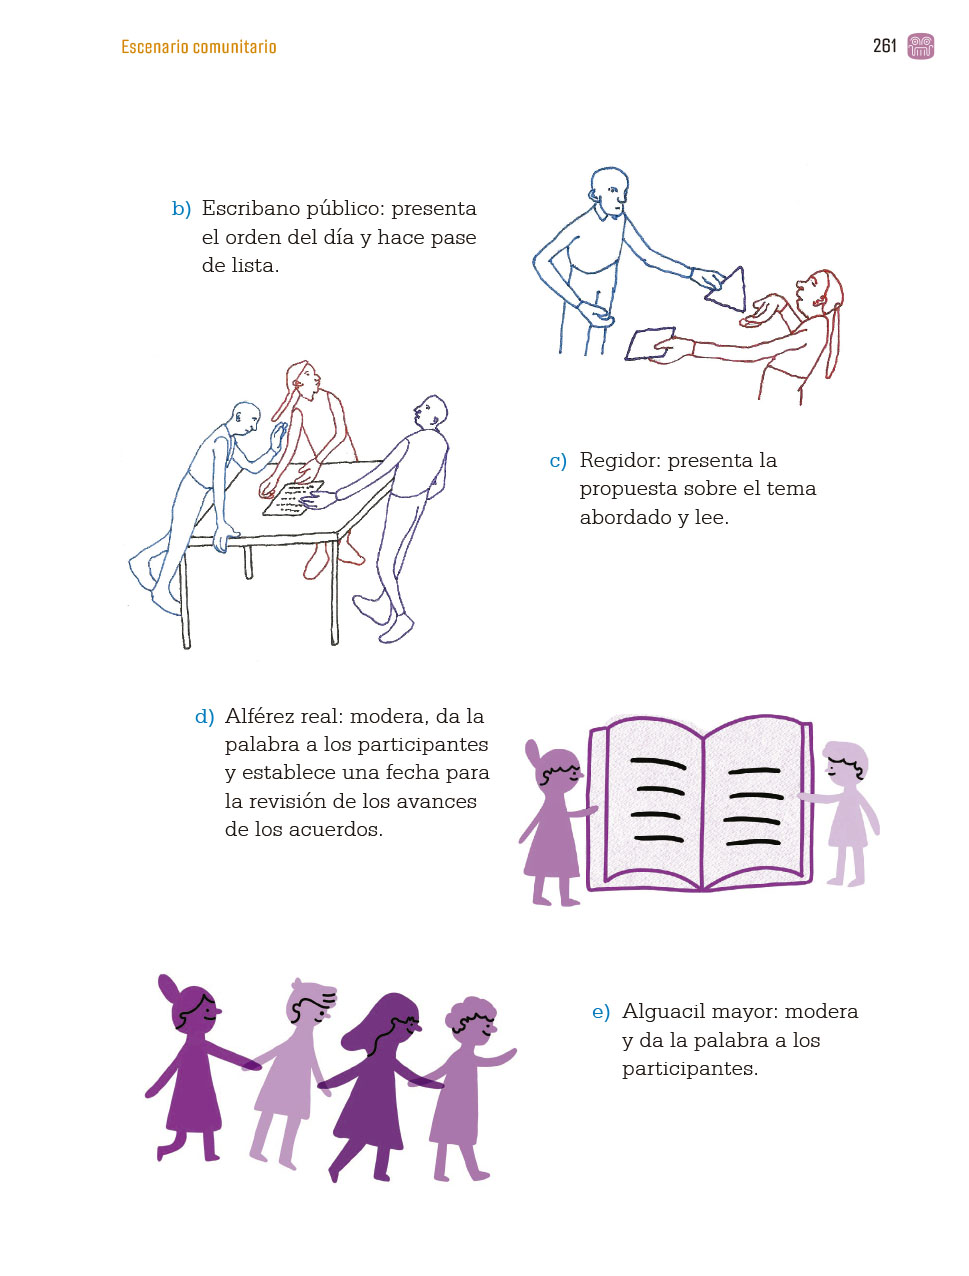 Escenario comunitario
261
b) Escribano público: presenta
el orden del día y hace pase
de lista.
c) Regidor: presenta la
propuesta sobre el tema
abordado y lee.
d) Alférez real: modera, da la
palabra a los participantes
y establece una fecha para
la revisión de los avances
de los acuerdos.
e) Alguacil mayor: modera
y da la palabra a los
participantes.